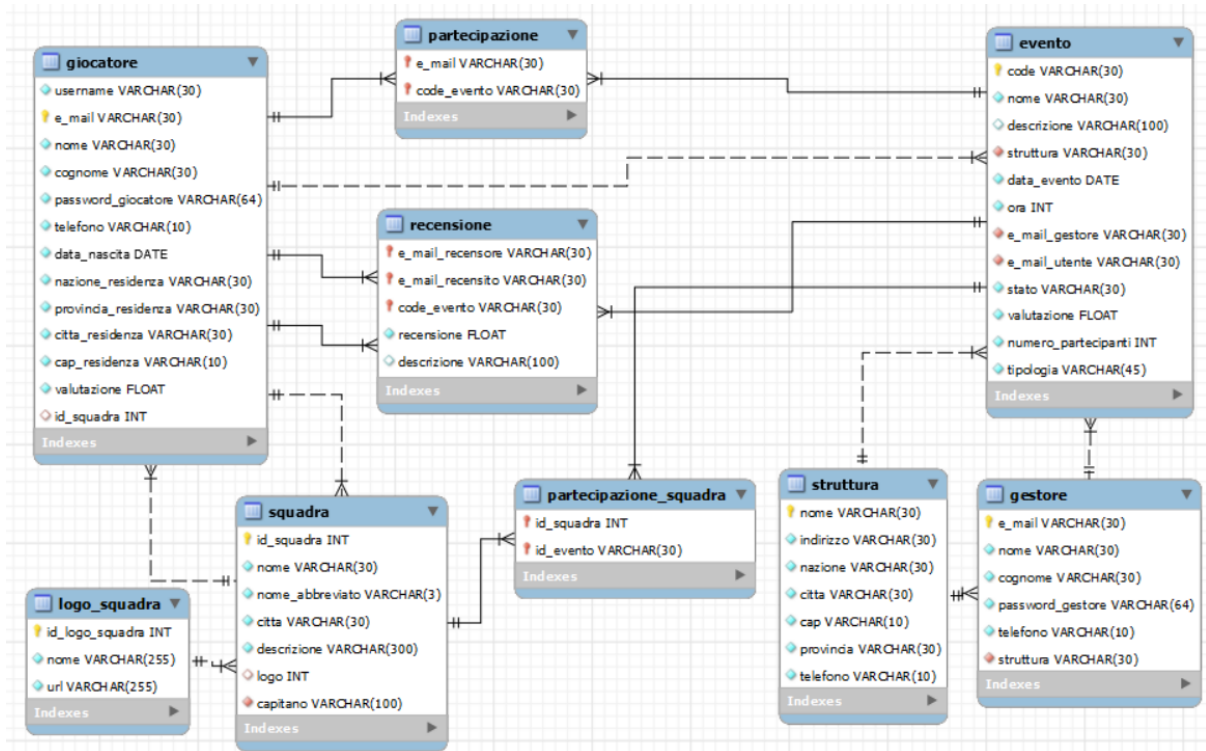 partecipazione
e_mail VARCHAR(30)
code_evento VARCHAR(30)
Indexes
giocatore
username VARCHAR(30)
e_mail VARCHAR(30)
nome VARCHAR(30)
cognome VARCHAR(30)
password_giocatore VARCHAR(64)
telefono VARCHAR(10)
data_nascita DATE
nazione_residenza VARCHAR(30)
provincia_residenza VARCHAR(30)
citta_residenza VARCHAR(30)
cap_residenza VARCHAR(10)
valutazione FLOAT
id_squadra INT
Indexes
evento
code VARCHAR(30)
nome VARCHAR(30)
descrizione VARCHAR(100)
struttura VARCHAR(30)
data_evento DATE
ora INT
e_mail_gestore VARCHAR(30)
e_mail_utente VARCHAR(30)
stato VARCHAR(30)
valutazione FLOAT
numero_partecipanti INT
tipologia VARCHAR(45)
Indexes
recensione
e_mail_recensore VARCHAR(30)
e_mail_recensito VARCHAR(30)
code_evento VARCHAR(30)
recensione FLOAT
descrizione VARCHAR(100)
Indexes
squadra
id_squadra INT
nome VARCHAR(30)
nome_abbreviato VARCHAR(3)
citta VARCHAR(30)
descrizione VARCHAR(300)
logo INT
capitano VARCHAR(100)
Indexes
partecipazione_squadra
id_squadra INT
id_evento VARCHAR(30)
Indexes
struttura
nome VARCHAR(30)
indirizzo VARCHAR(30)
nazione VARCHAR(30)
citta VARCHAR(30)
cap VARCHAR(10)
provincia VARCHAR(30)
telefono VARCHAR(10)
Indexes
gestore
e_mail VARCHAR(30)
nome VARCHAR(30)
cognome VARCHAR(30)
password_gestore VARCHAR(64)
telefono VARCHAR(10)
struttura VARCHAR(30)
Indexes
logo_squadra
id_logo_squadra INT
nome VARCHAR(255)
url VARCHAR(255)
Indexes